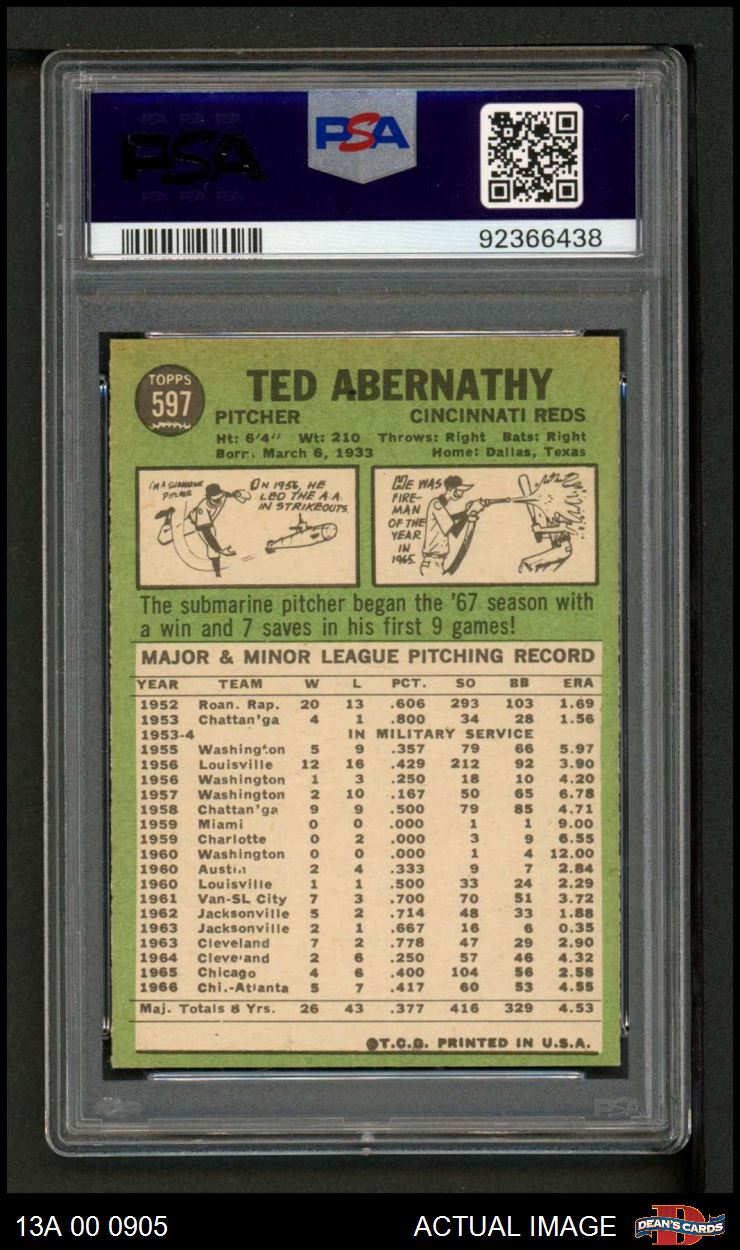 PSA PSA PSA
PSA
PSA PSA PSA
PSA
92366438
TOPPS
597
TED ABERNATHY
PITCHER CINCINNATI REDS
Ht: 6'4" Wt: 210 Throws: Right Bats: Right
Born: March 6, 1933 Home: Dallas, Texas
I'M A SUBMARINE
PITCHER
ON 1956, HE
LED THE A.A.
IN STRIKEOUTS.
HE WAS
FIRE-
MAN
OF THE
YEAR
IN
1965.
The submarine pitcher began the '67 season with
a win and 7 saves in his first 9 games!
MAJOR & MINOR LEAGUE PITCHING RECORD
YEAR TEAM W L PCT. SO BB ERA
1952 Roan. Rap. 20 13 .606 293 103 1.69
1953 Chattan'ga 4 1 .800 34 28 1.56
1953-4 IN MILITARY SERVICE
1955 Washington 5 9 .357 79 66 5.97
1956 Louisville 12 16 .429 212 92 3.90
1956 Washington 1 3 .250 18 10 4.20
1957 Washington 2 10 .167 50 65 6.78
1958 Chattan'ga 9 9 .500 79 85 4.71
1959 Miami 0 0 .000 1 1 9.00
1959 Charlotte 0 2 .000 3 9 6.55
1960 Washington 0 0 .000 1 4 12.00
1960 Austin 2 4 .333 9 7 2.84
1960 Louisville 1 1 .500 33 24 2.29
1961 Van-SL City 7 3 .700 70 51 3.72
1962 Jacksonville 5 2 .714 48 33 1.88
1963 Jacksonville 2 1 .667 16 6 0.35
1963 Cleveland 7 2 .778 47 29 2.90
1964 Cleveland 2 6 .250 57 46 4.32
1965 Chicago 4 6 .400 104 56 2.58
1966 Chi.-Atlanta 5 7 .417 60 53 4.55
Maj. Totals 8 Yrs. 26 43 .377 416 329 4.53
©T.C.G. PRINTED IN U.S.A.
PSA
13A 00 0905 ACTUAL IMAGE
DEAN'S CARDS